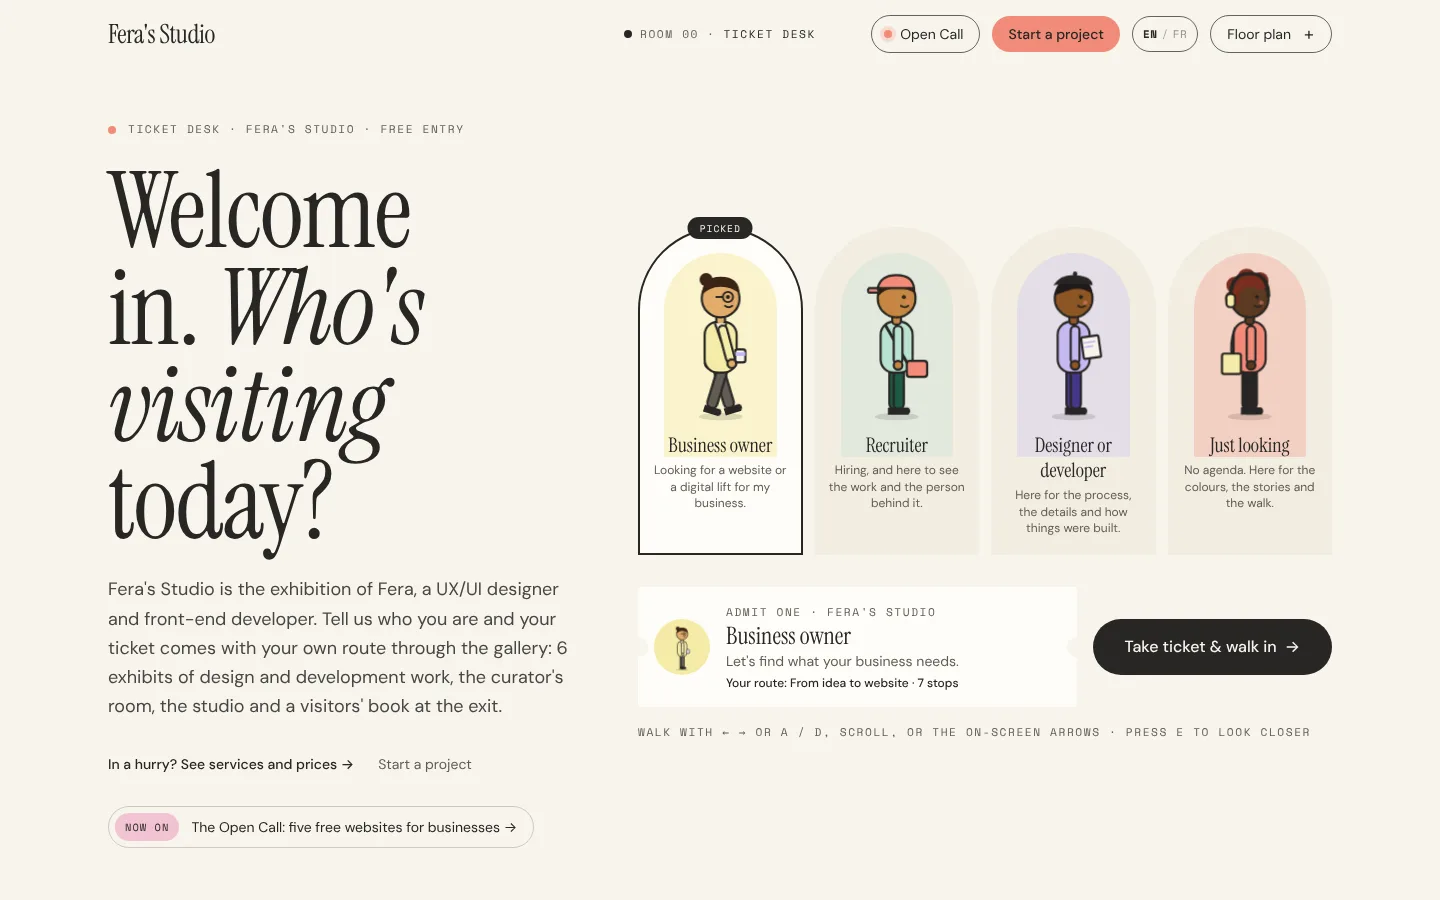 Fera's Studio
ROOM 00 · TICKET DESK
Open Call
Start a project
EN / FR
Floor plan +
TICKET DESK · FERA'S STUDIO · FREE ENTRY
Welcome
in. Who's
visiting
today?
Fera's Studio is the exhibition of Fera, a UX/UI designer
and front-end developer. Tell us who you are and your
ticket comes with your own route through the gallery: 6
exhibits of design and development work, the curator's
room, the studio and a visitors' book at the exit.
In a hurry? See services and prices →
Start a project
NOW ON
The Open Call: five free websites for businesses →
PICKED
Business owner
Looking for a website or
a digital lift for my
business.
Recruiter
Hiring, and here to see
the work and the person
behind it.
Designer or
developer
Here for the process,
the details and how
things were built.
Just looking
No agenda. Here for the
colours, the stories and
the walk.
ADMIT ONE · FERA'S STUDIO
Business owner
Let's find what your business needs.
Your route: From idea to website · 7 stops
Take ticket & walk in →
WALK WITH ← → OR A / D, SCROLL, OR THE ON-SCREEN ARROWS · PRESS E TO LOOK CLOSER